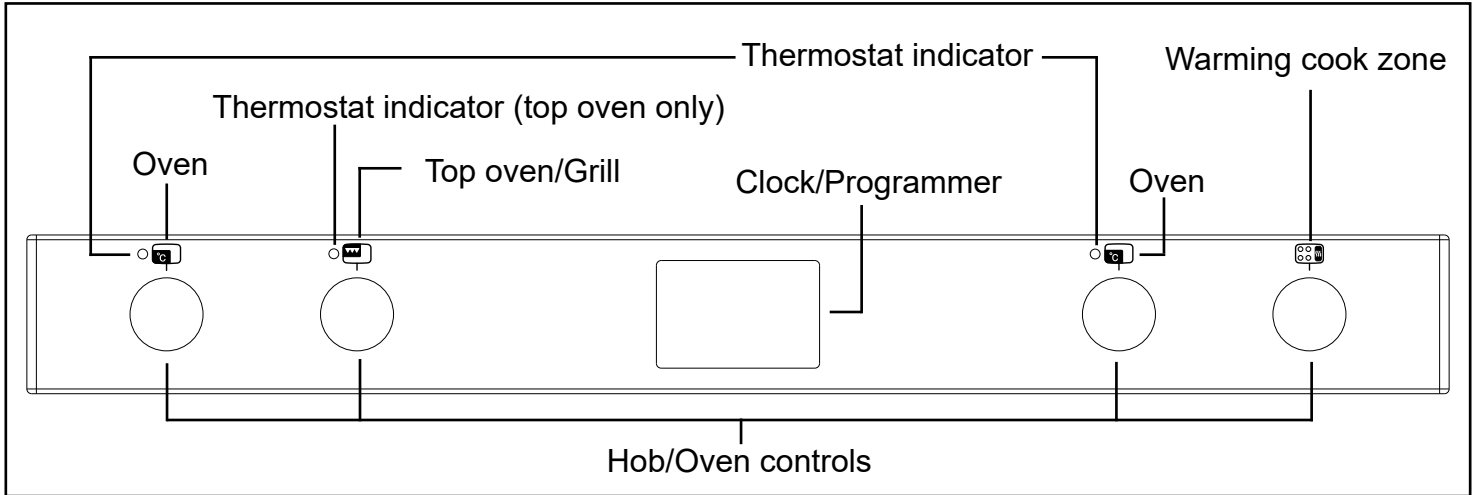 Thermostat indicator
Warming cook zone
Thermostat indicator (top oven only)
Oven
Top oven/Grill
Clock/Programmer
Oven
°C
°C
Hob/Oven controls